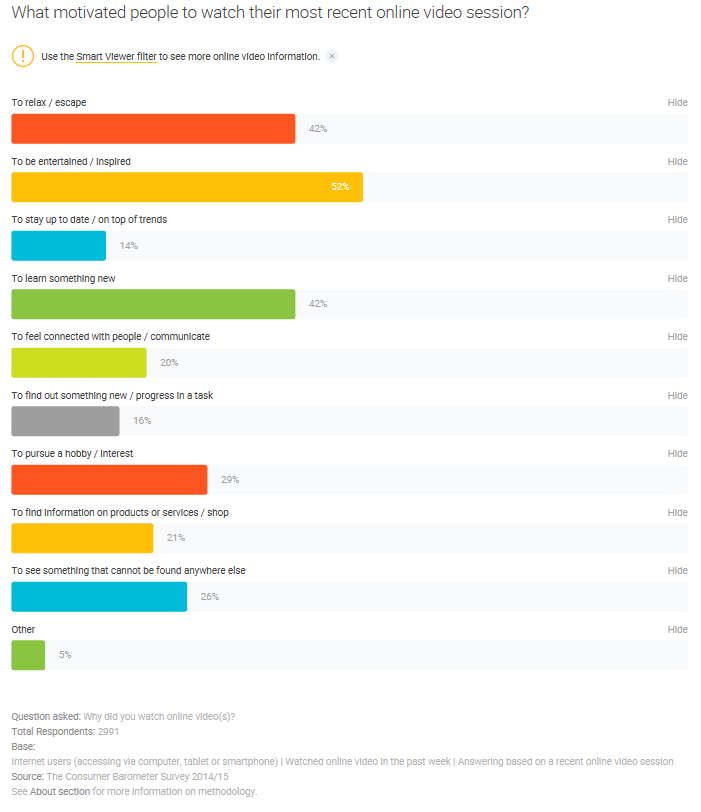 What motivated people to watch their most recent online video session?
Use the Smart Viewer filter to see more online video information. ×
To relax / escape Hide
42%
To be entertained / inspired Hide
52%
To stay up to date / on top of trends Hide
14%
To learn something new Hide
42%
To feel connected with people / communicate Hide
20%
To find out something new / progress in a task Hide
16%
To pursue a hobby / interest Hide
29%
To find information on products or services / shop Hide
21%
To see something that cannot be found anywhere else Hide
26%
Other Hide
5%
Question asked: Why did you watch online video(s)?
Total Respondents: 2991
Base:
Internet users (accessing via computer, tablet or smartphone) | Watched online video in the past week | Answering based on a recent online video session
Source: The Consumer Barometer Survey 2014/15
See About section for more information on methodology.